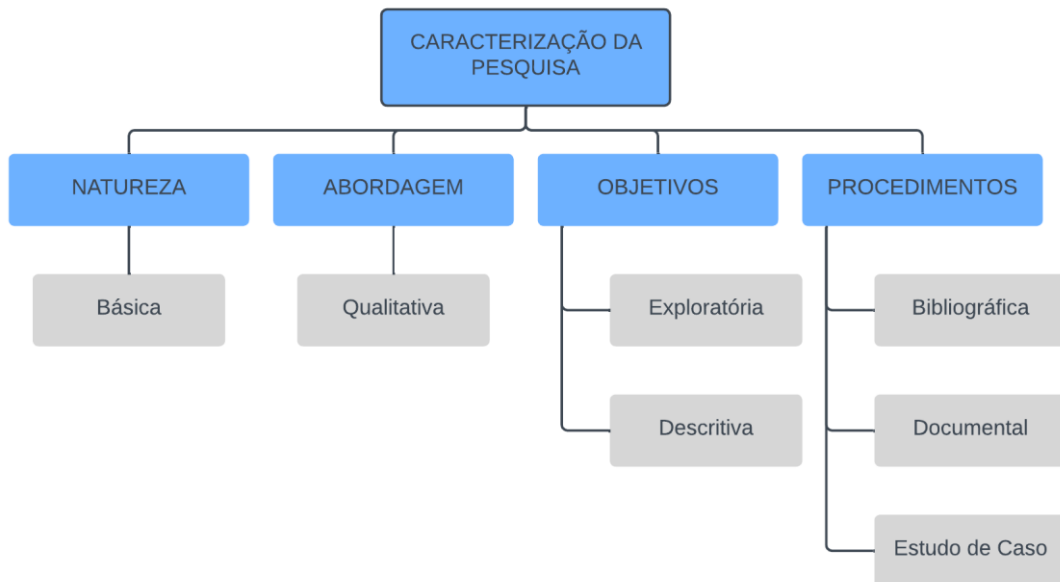 CARACTERIZAÇÃO DA
PESQUISA
NATUREZA
ABORDAGEM
OBJETIVOS
PROCEDIMENTOS
Básica
Qualitativa
Exploratória
Bibliográfica
Descritiva
Documental
Estudo de Caso